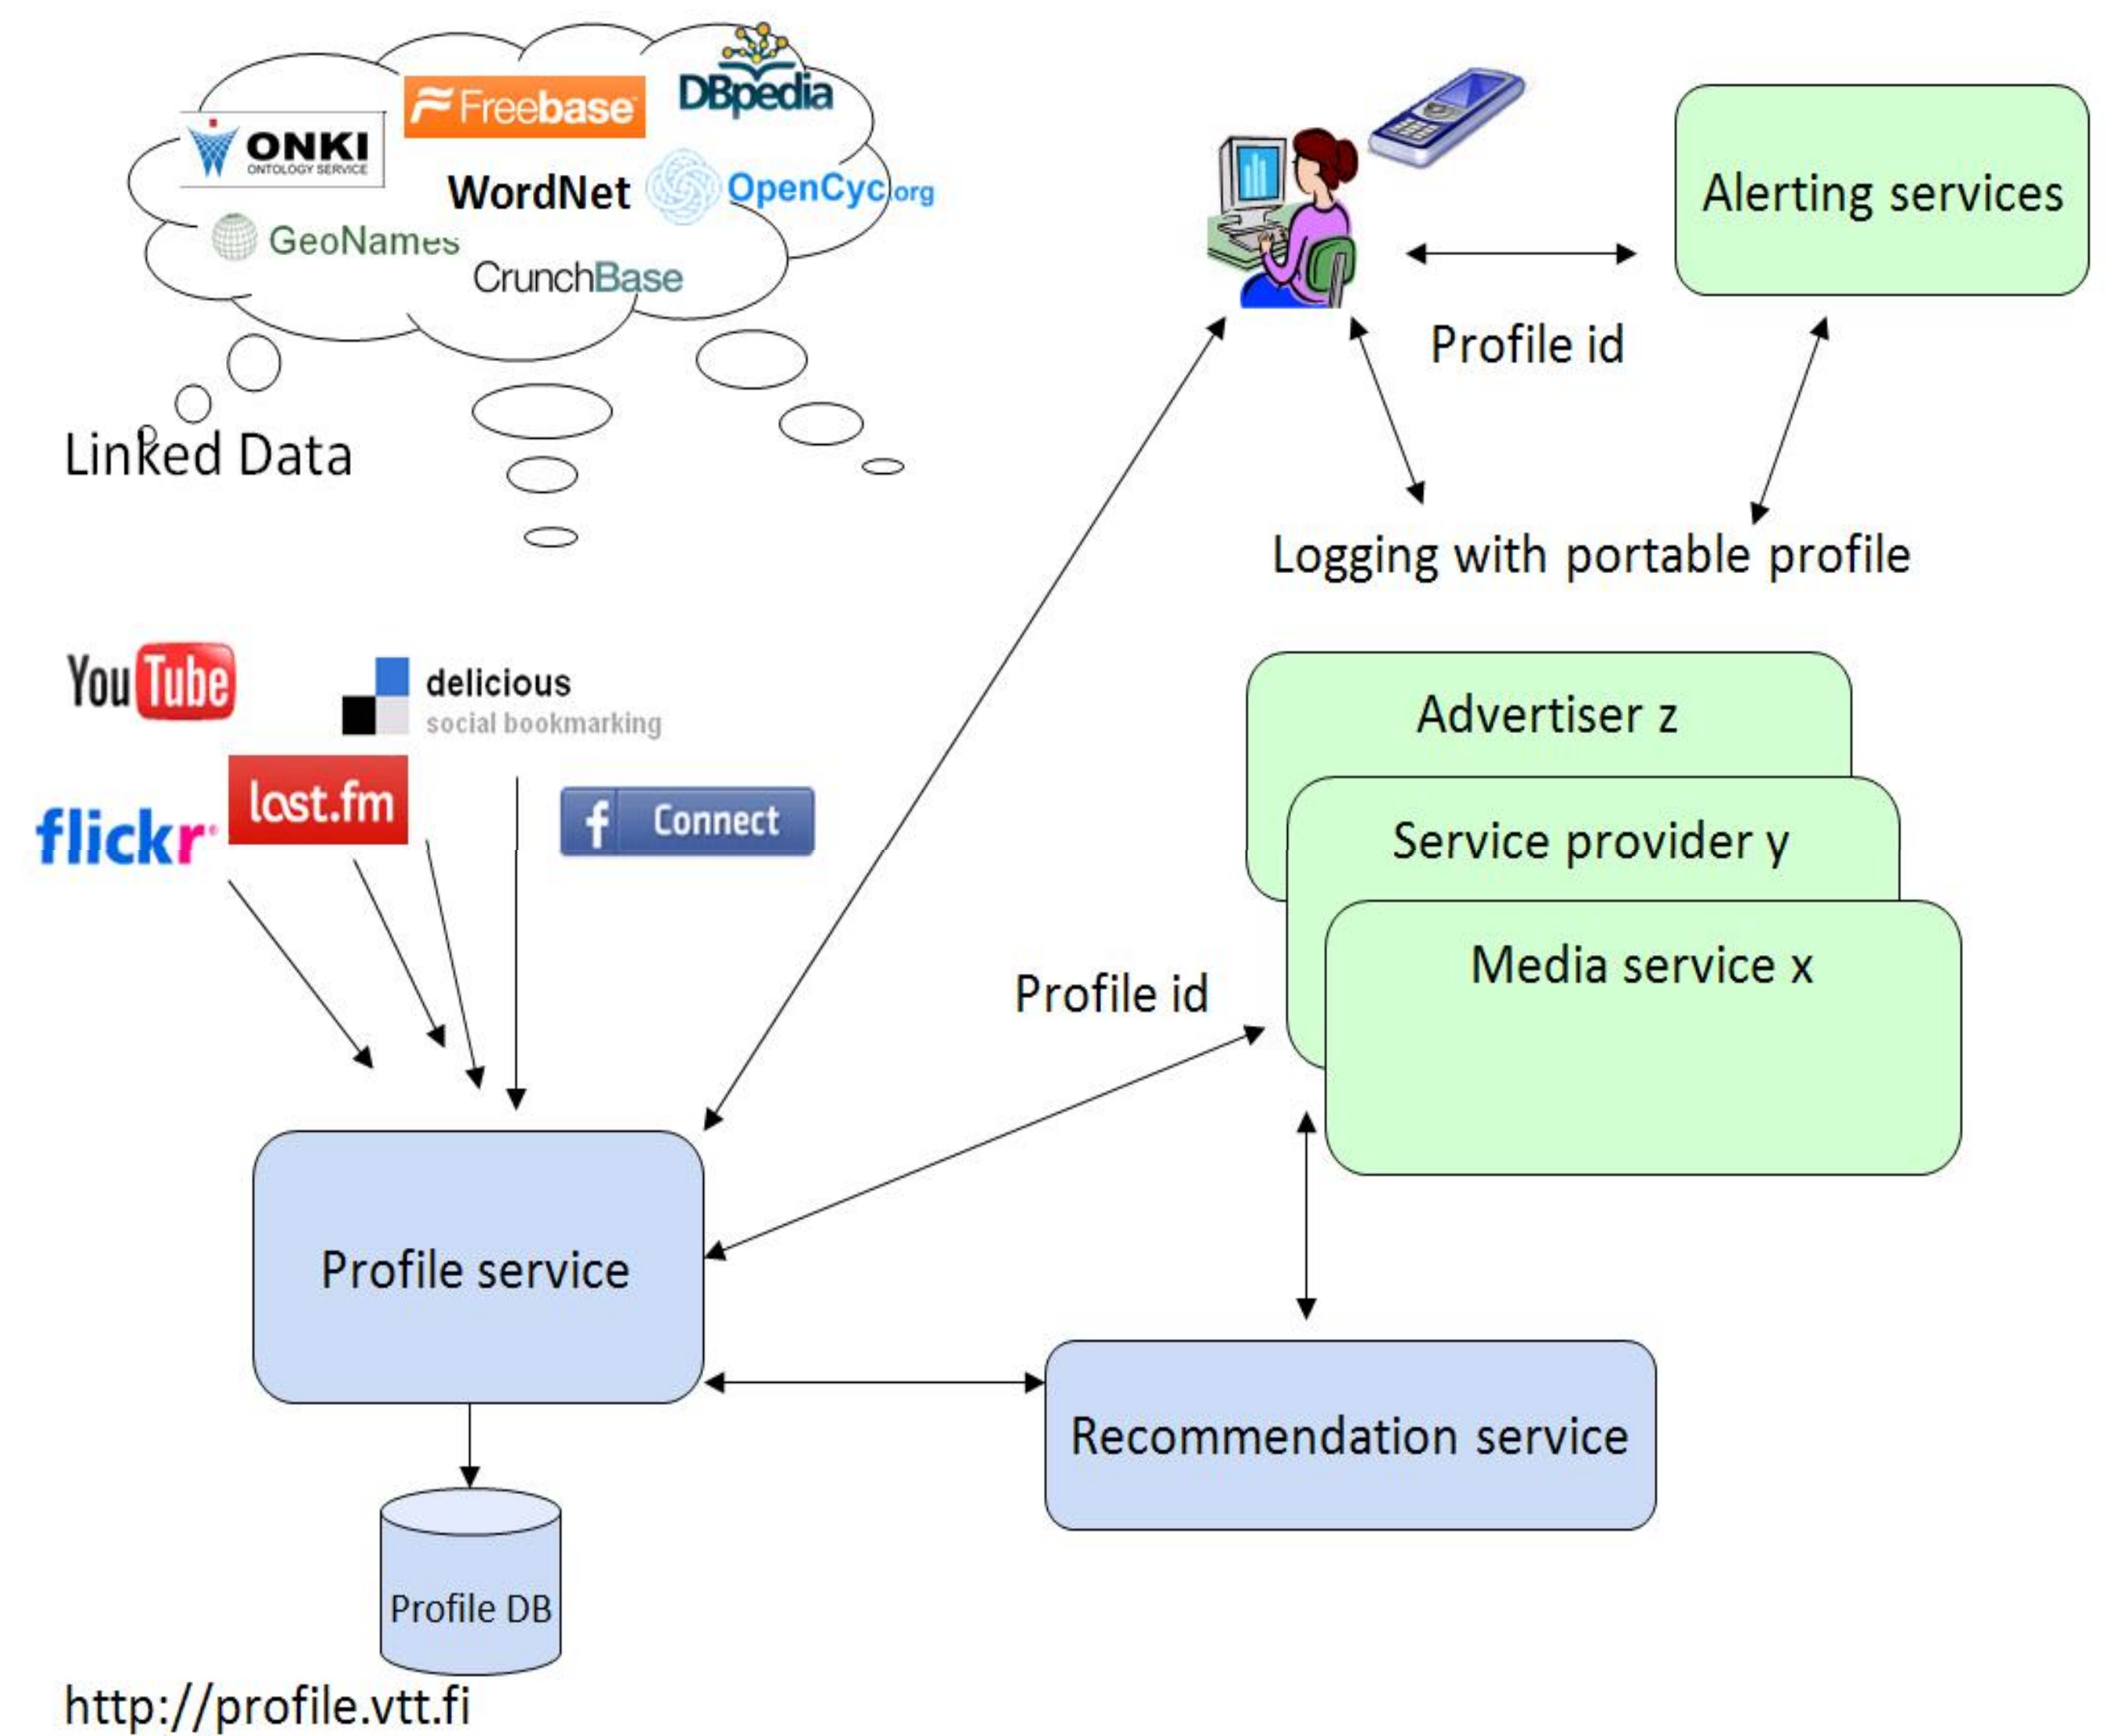 DBpedia
Freebase
ONKI
ONTOLOGY SERVICE
WordNet
OpenCyc.org
GeoNames
CrunchBase
Linked Data
Alerting services
Profile id
Logging with portable profile
YouTube
delicious
social bookmarking
last.fm
flickr
f Connect
Advertiser z
Service provider y
Media service x
Profile id
Profile service
Recommendation service
Profile DB
http://profile.vtt.fi